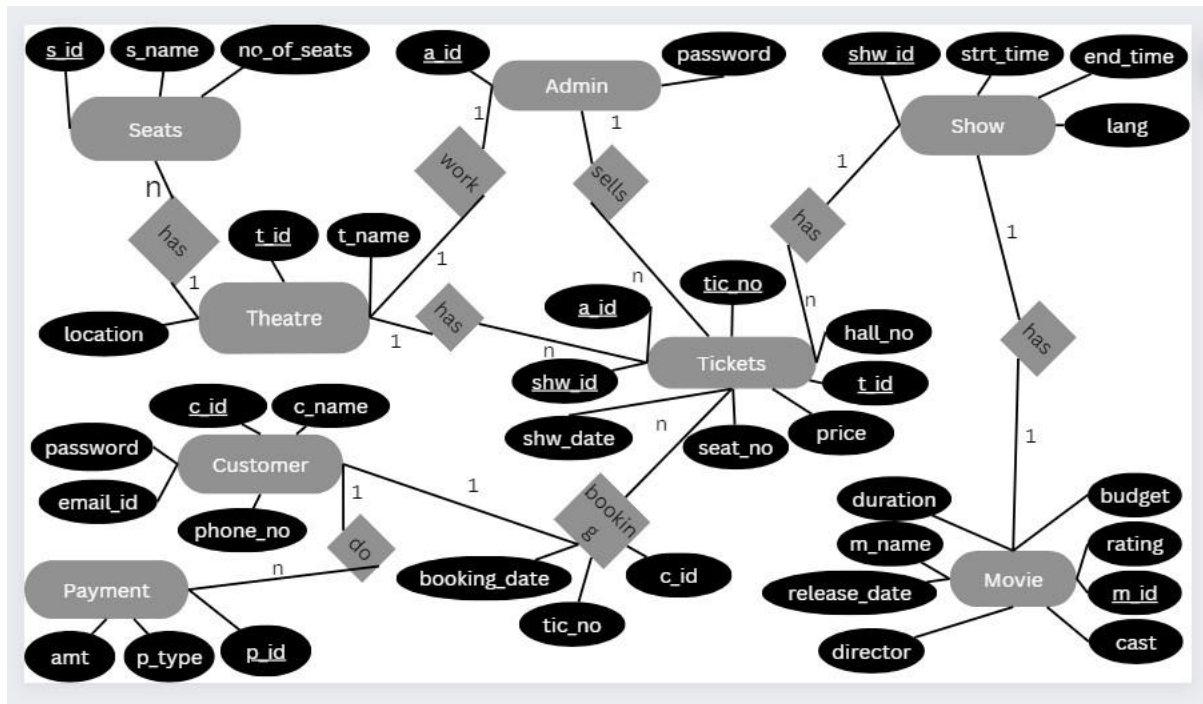 s_id
s_name
no_of_seats
Seats
n
has
1
a_id
Admin
password
1
work
1
1
sells
n
shw_id
strt_time
end_time
Show
lang
1
has
n
1
has
1
t_id
t_name
location
Theatre
1
has
n
a_id
tic_no
hall_no
shw_id
Tickets
t_id
shw_date
seat_no
price
n
c_id
c_name
password
Customer
email_id
phone_no
1
1
do
n
bookin
g
booking_date
c_id
tic_no
Payment
amt
p_type
p_id
duration
budget
m_name
rating
release_date
Movie
m_id
director
cast